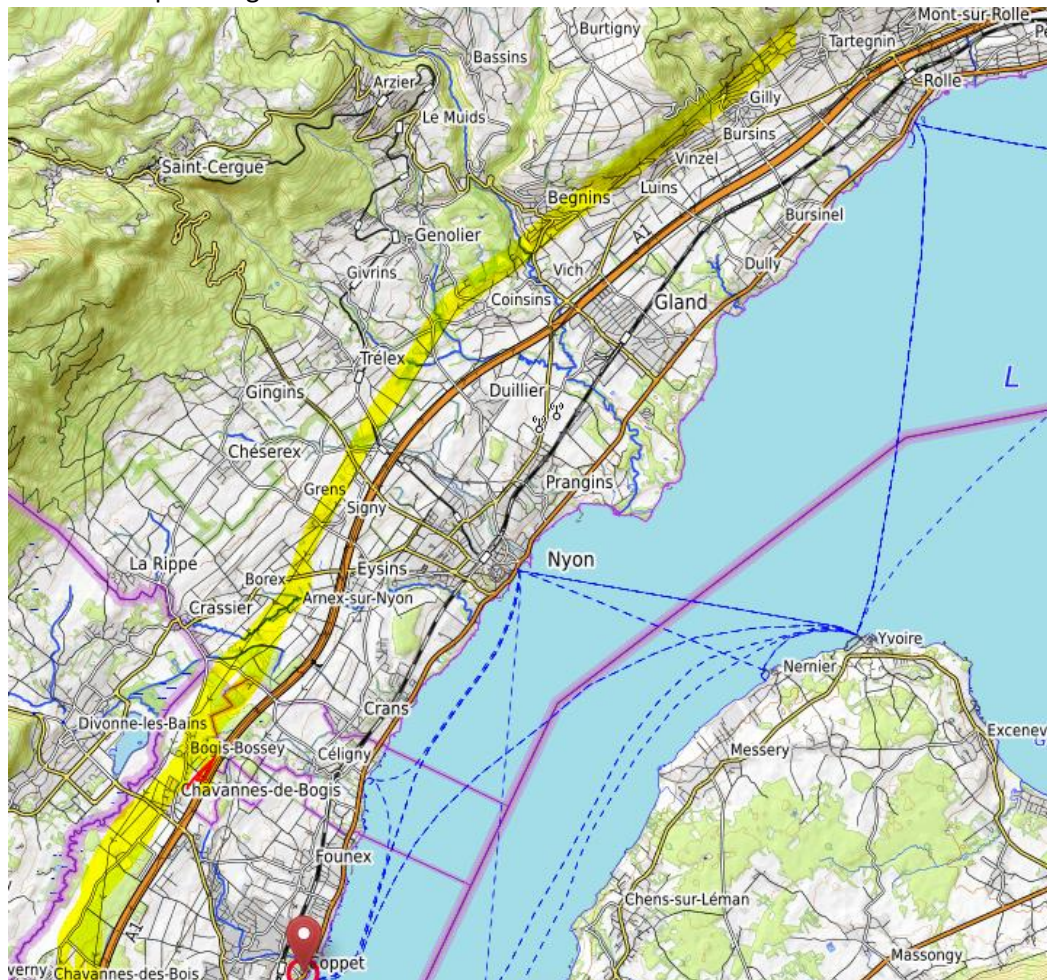 Mont-sur-Rolle
Burtigny
Tartegnin
Bassins
Arzier
Rolle
Gilly
Le Muids
Bursins
Vinzel
Saint-Cergue
Luins
Begnins
Bursinel
Genolier
A1
Dully
Givrins
Vich
Coinsins
Gland
Trélex
L
Gingins
Duillier
Chéserex
Prangins
Grens
Signy
Nyon
La Rippe
Borex
Eysins
Arnex-sur-Nyon
Crassier
Yvoire
Nernier
Crans
Divonne-les-Bains
Excenev
Bogis-Bossey
Céligny
Messery
Chavannes-de-Bogis
Founex
Chens-sur-Léman
A1
oppet
Massongy
verny
Chavannes-des-Bois